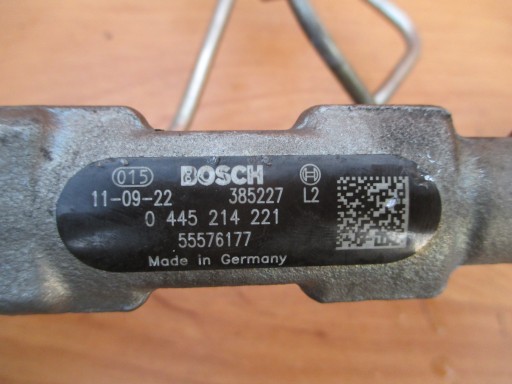 015 BOSCH
11-09-22 385227 L2
0 445 214 221
55576177
Made in Germany